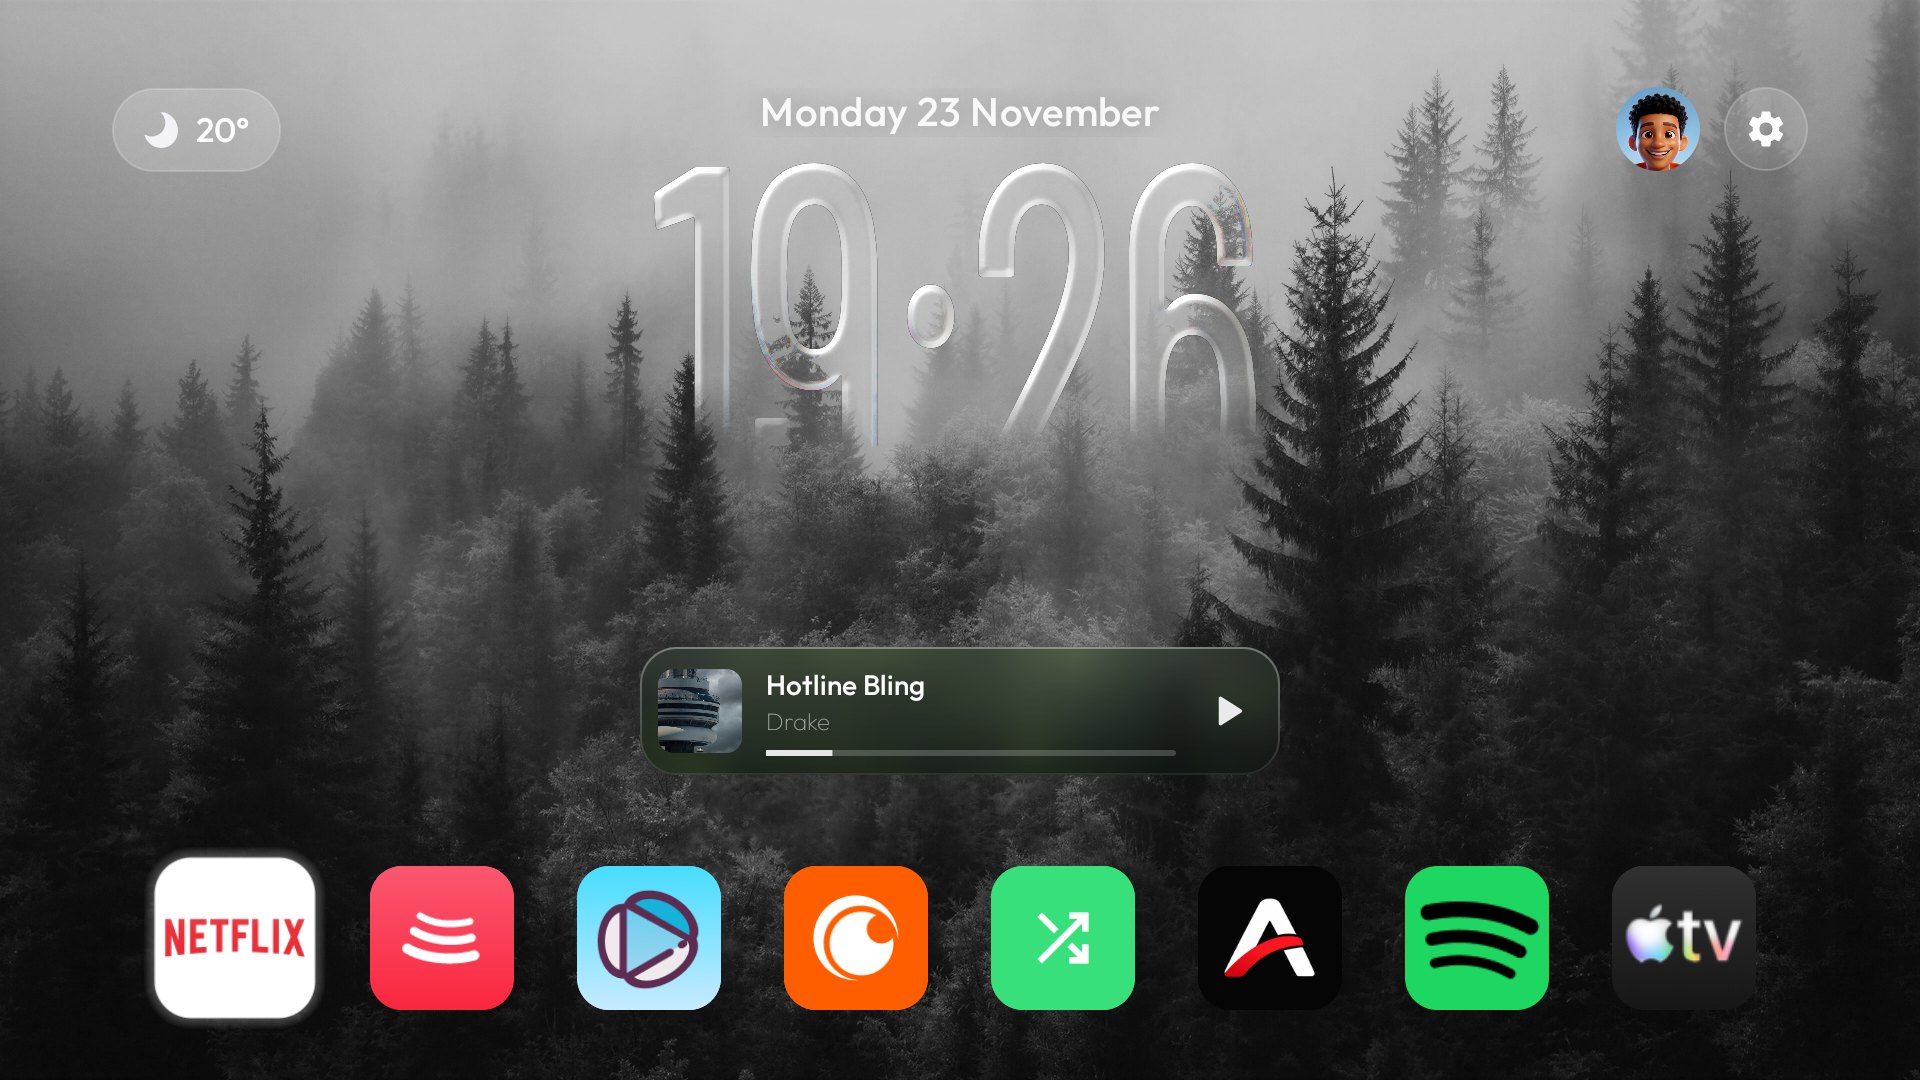 20°
Monday 23 November
19·26
Hotline Bling
Drake
NETFLIX
tv